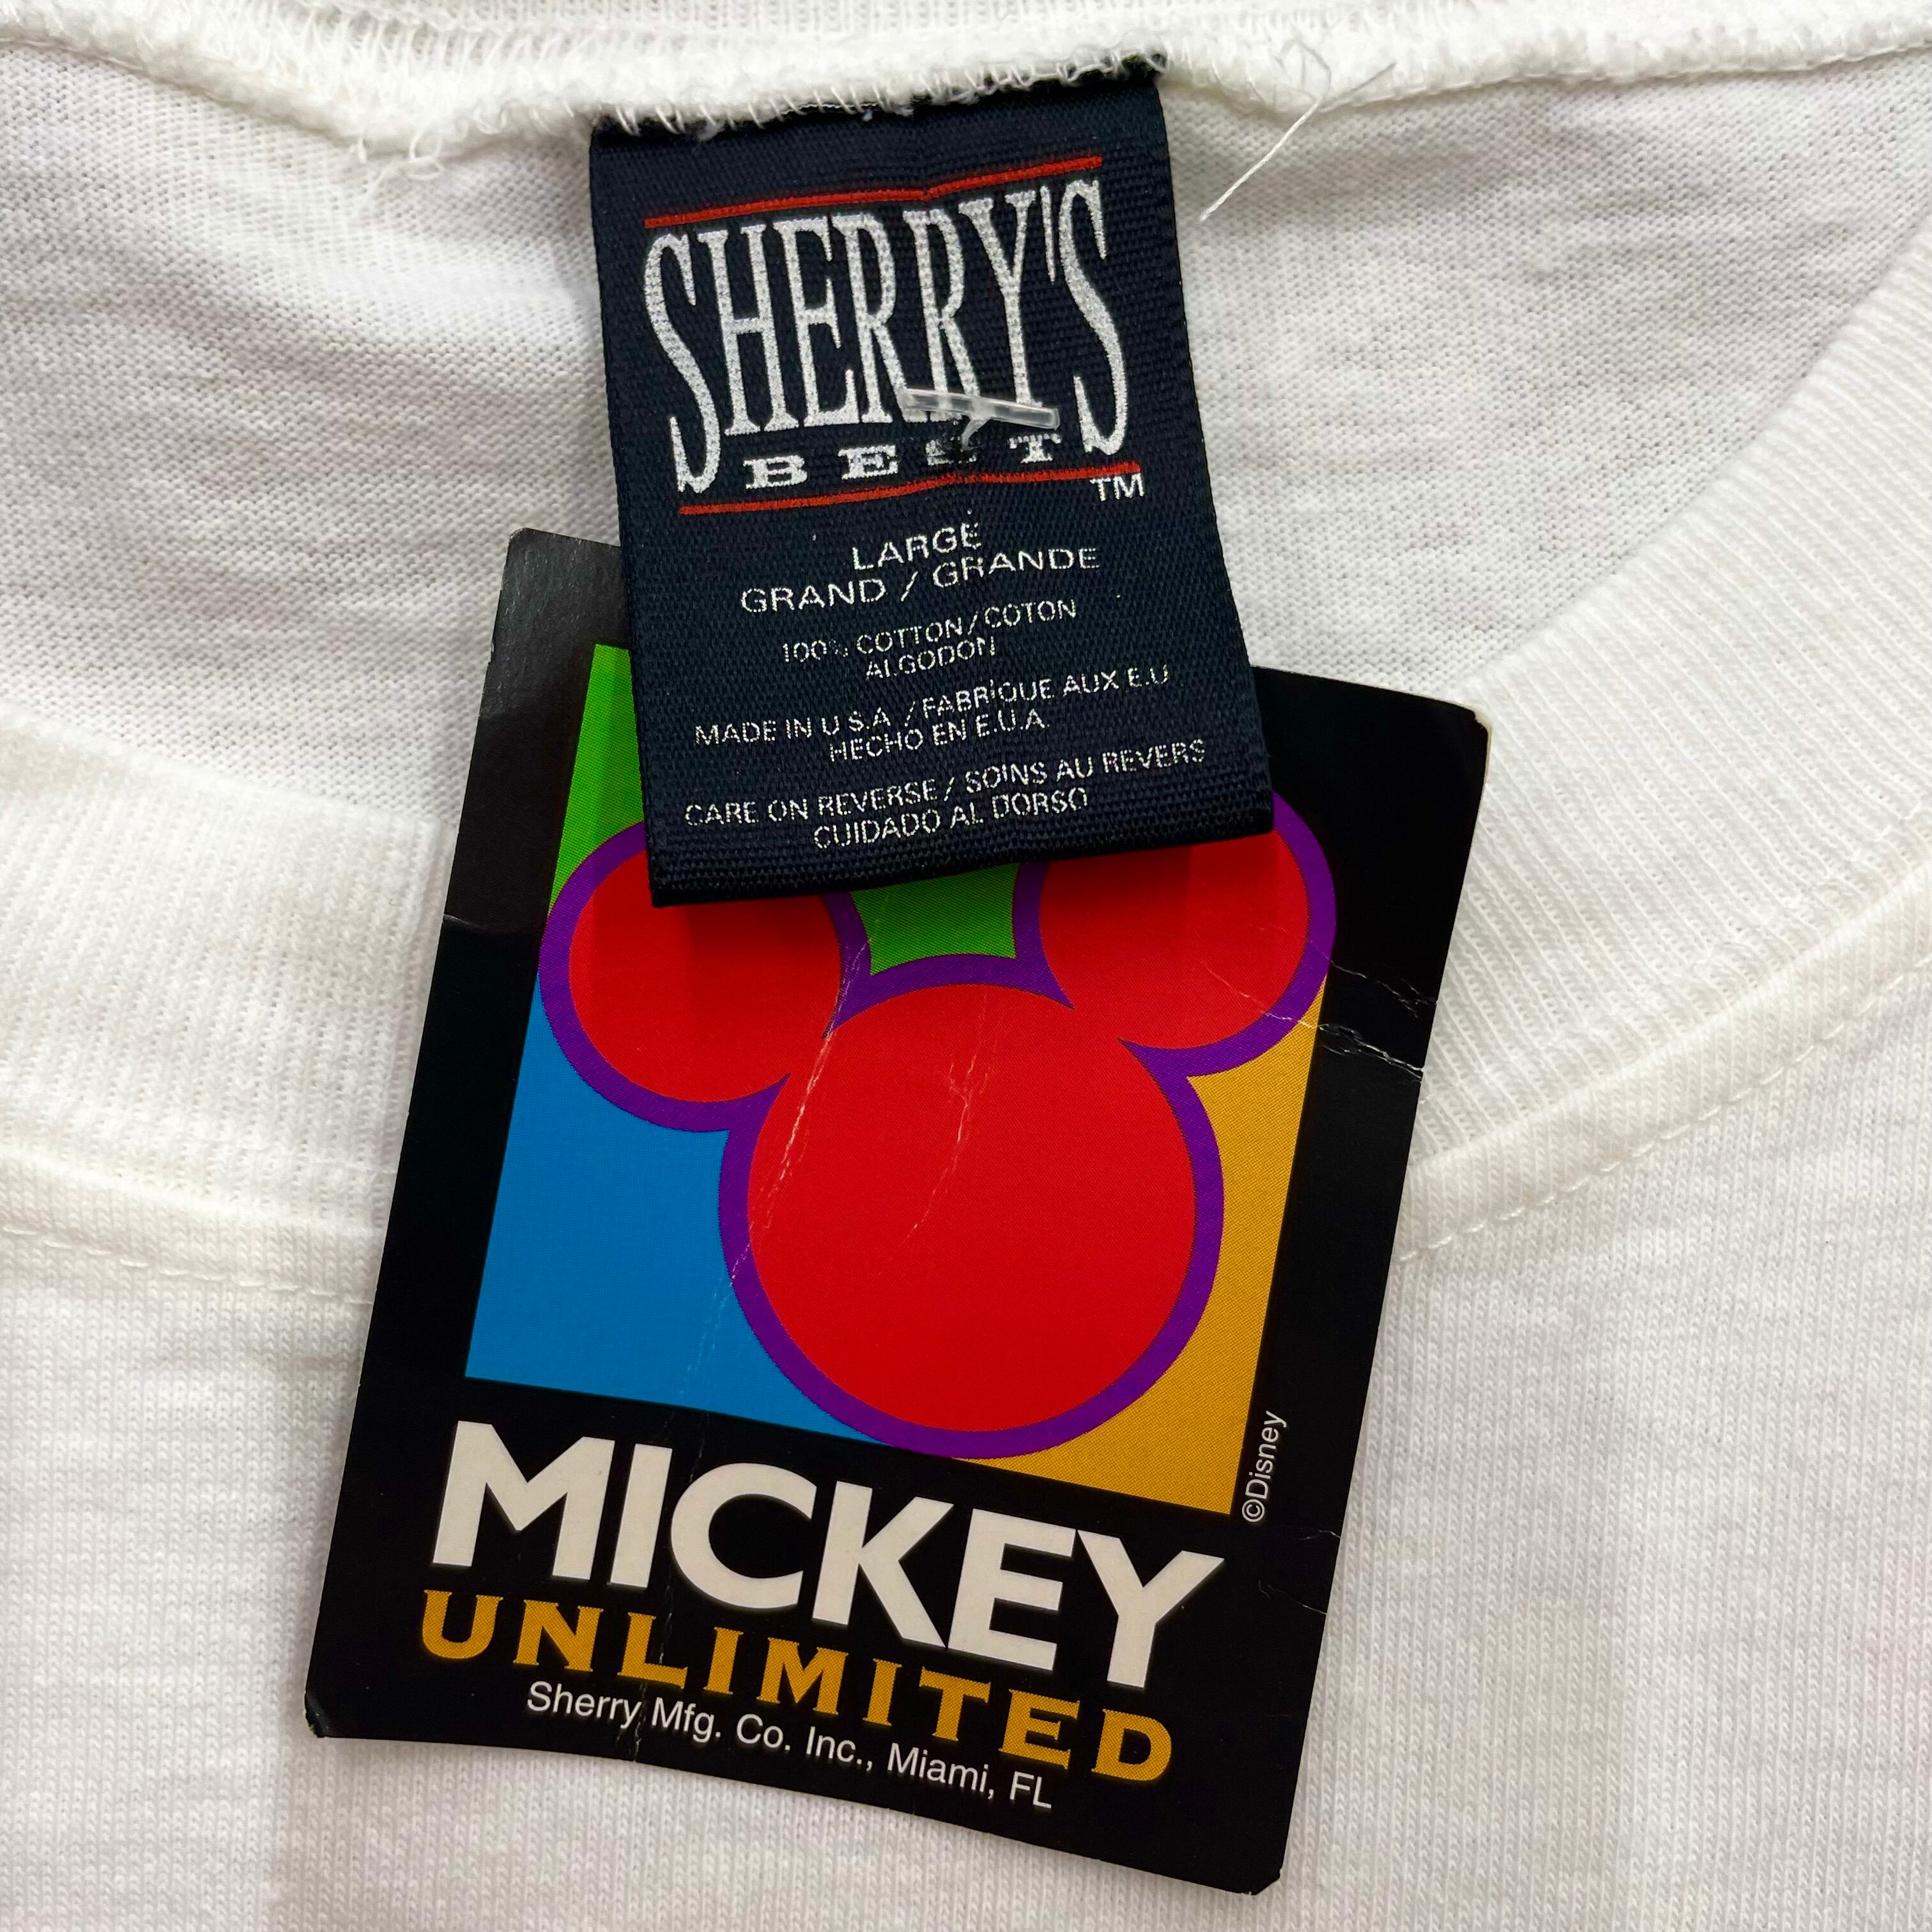 SHERRY'S
BEST
TM
LARGE
GRAND / GRANDE
100% COTTON/COTON
ALGODON
MADE IN U.S.A. / FABRIQUE AUX E.U
HECHO EN E.U.A.
CARE ON REVERSE / SOINS AU REVERS
CUIDADO AL DORSO
©Disney
MICKEY
UNLIMITED
Sherry Mfg. Co. Inc., Miami, FL